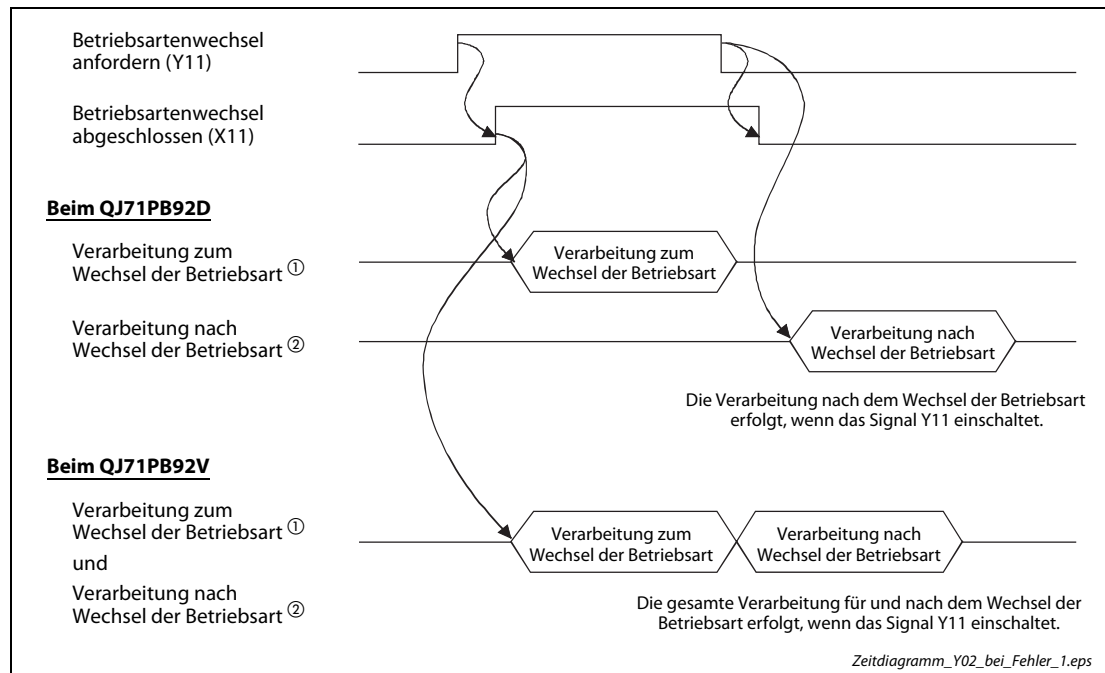 Betriebsartenwechsel
anfordern (Y11)
Betriebsartenwechsel
abgeschlossen (X11)
Beim QJ71PB92D
Verarbeitung zum
Wechsel der Betriebsart ①
Verarbeitung zum
Wechsel der Betriebsart
Verarbeitung nach
Wechsel der Betriebsart ②
Verarbeitung nach
Wechsel der Betriebsart
Die Verarbeitung nach dem Wechsel der Betriebsart
erfolgt, wenn das Signal Y11 einschaltet.
Beim QJ71PB92V
Verarbeitung zum
Wechsel der Betriebsart ①
und
Verarbeitung nach
Wechsel der Betriebsart ②
Verarbeitung zum
Wechsel der Betriebsart
Verarbeitung nach
Wechsel der Betriebsart
Die gesamte Verarbeitung für und nach dem Wechsel der
Betriebsart erfolgt, wenn das Signal Y11 einschaltet.
Zeitdiagramm_Y02_bei_Fehler_1.eps